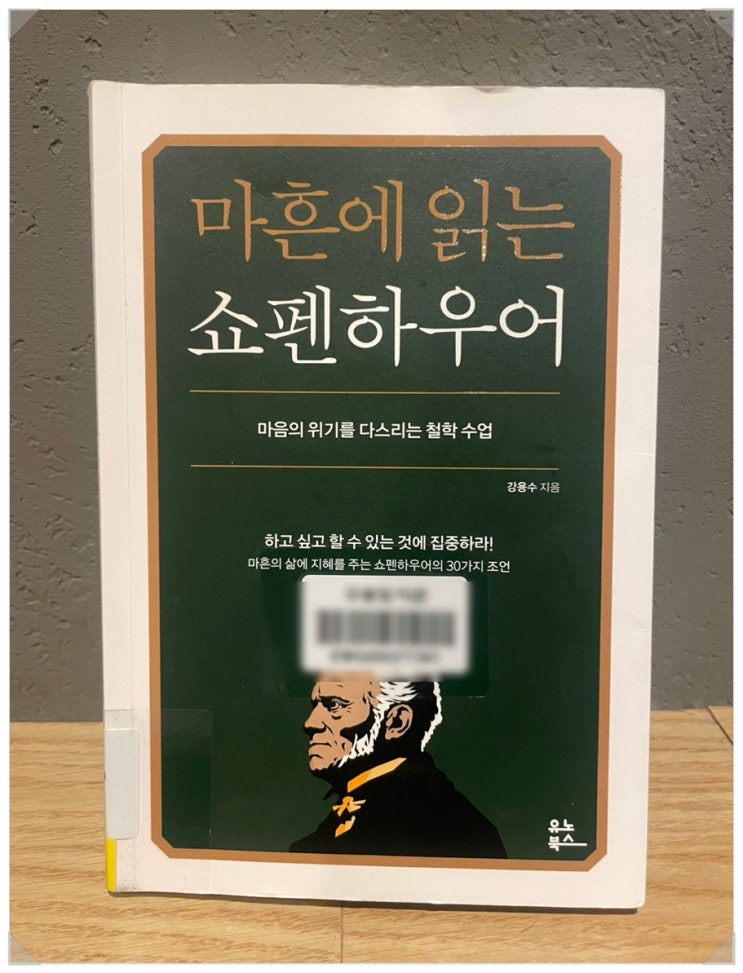 마흔에 읽는
쇼펜하우어
마음의 위기를 다스리는 철학 수업
강용수 지음
하고 싶고 할 수 있는 것에 집중하라!
마흔의 삶에 지혜를 주는 쇼펜하우어의 30가지 조언
유노
북스